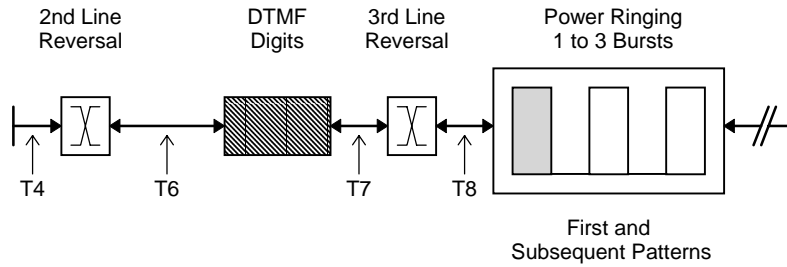 2nd Line
Reversal
DTMF
Digits
3rd Line
Reversal
Power Ringing
1 to 3 Bursts
T4
T6
T7
T8
First and
Subsequent Patterns